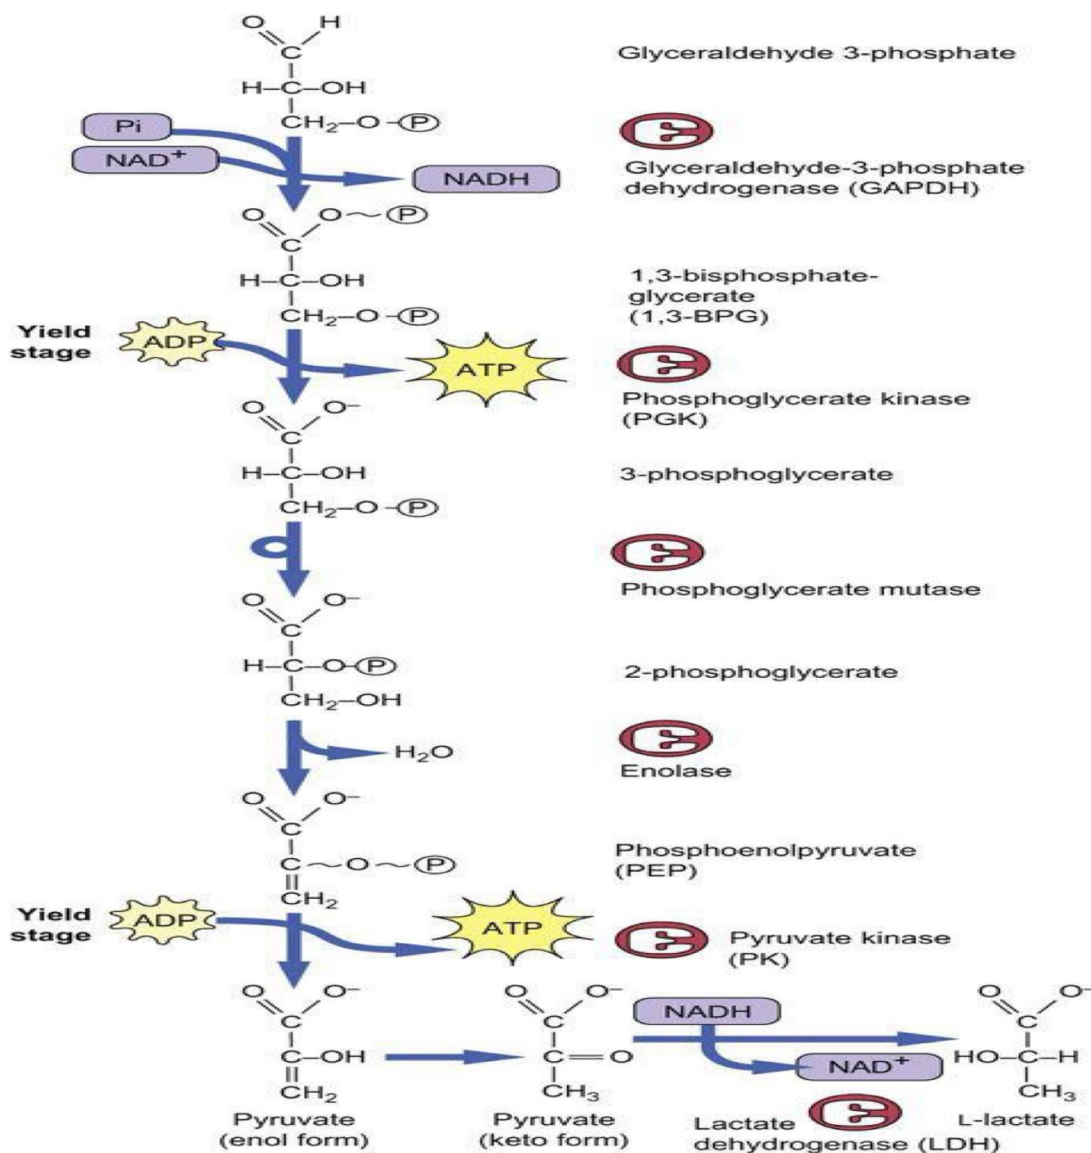 O H
C
Glyceraldehyde 3-phosphate
H–C–OH
CH₂–O–P
Pi
NAD⁺
NADH
Glyceraldehyde-3-phosphate
dehydrogenase (GAPDH)
O O ~ P
C
H–C–OH
1,3-bisphosphate-
glycerate
(1,3-BPG)
CH₂–O–P
Yield
stage
ADP
ATP
Phosphoglycerate kinase
(PGK)
O O⁻
C
H–C–OH
3-phosphoglycerate
CH₂–O–P
Phosphoglycerate mutase
O O⁻
C
H–C–O–P
2-phosphoglycerate
CH₂–OH
H₂O
Enolase
O O⁻
C
C~O~P
Phosphoenolpyruvate
(PEP)
CH₂
Yield
stage
ADP
ATP
Pyruvate kinase
(PK)
O O⁻
C
C–OH
CH₂
Pyruvate
(enol form)
O O⁻
C
C=O
CH₃
Pyruvate
(keto form)
NADH
NAD⁺
Lactate
dehydrogenase (LDH)
O O⁻
C
HO–C–H
CH₃
L-lactate